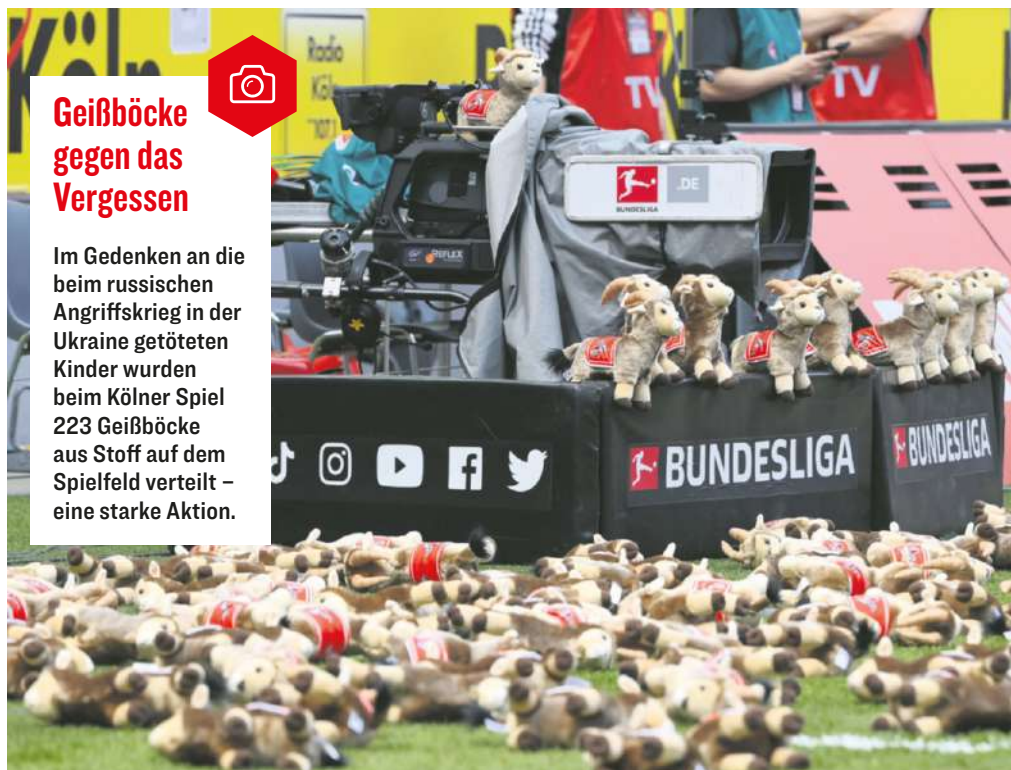 Köln
Radio
TV
TV
Geißböcke
gegen das
Vergessen
Im Gedenken an die
beim russischen
Angriffskrieg in der
Ukraine getöteten
Kinder wurden
beim Kölner Spiel
223 Geißböcke
aus Stoff auf dem
Spielfeld verteilt –
eine starke Aktion.
BUNDESLIGA
.DE
REFLEX
BUNDESLIGA
BUNDESLIGA